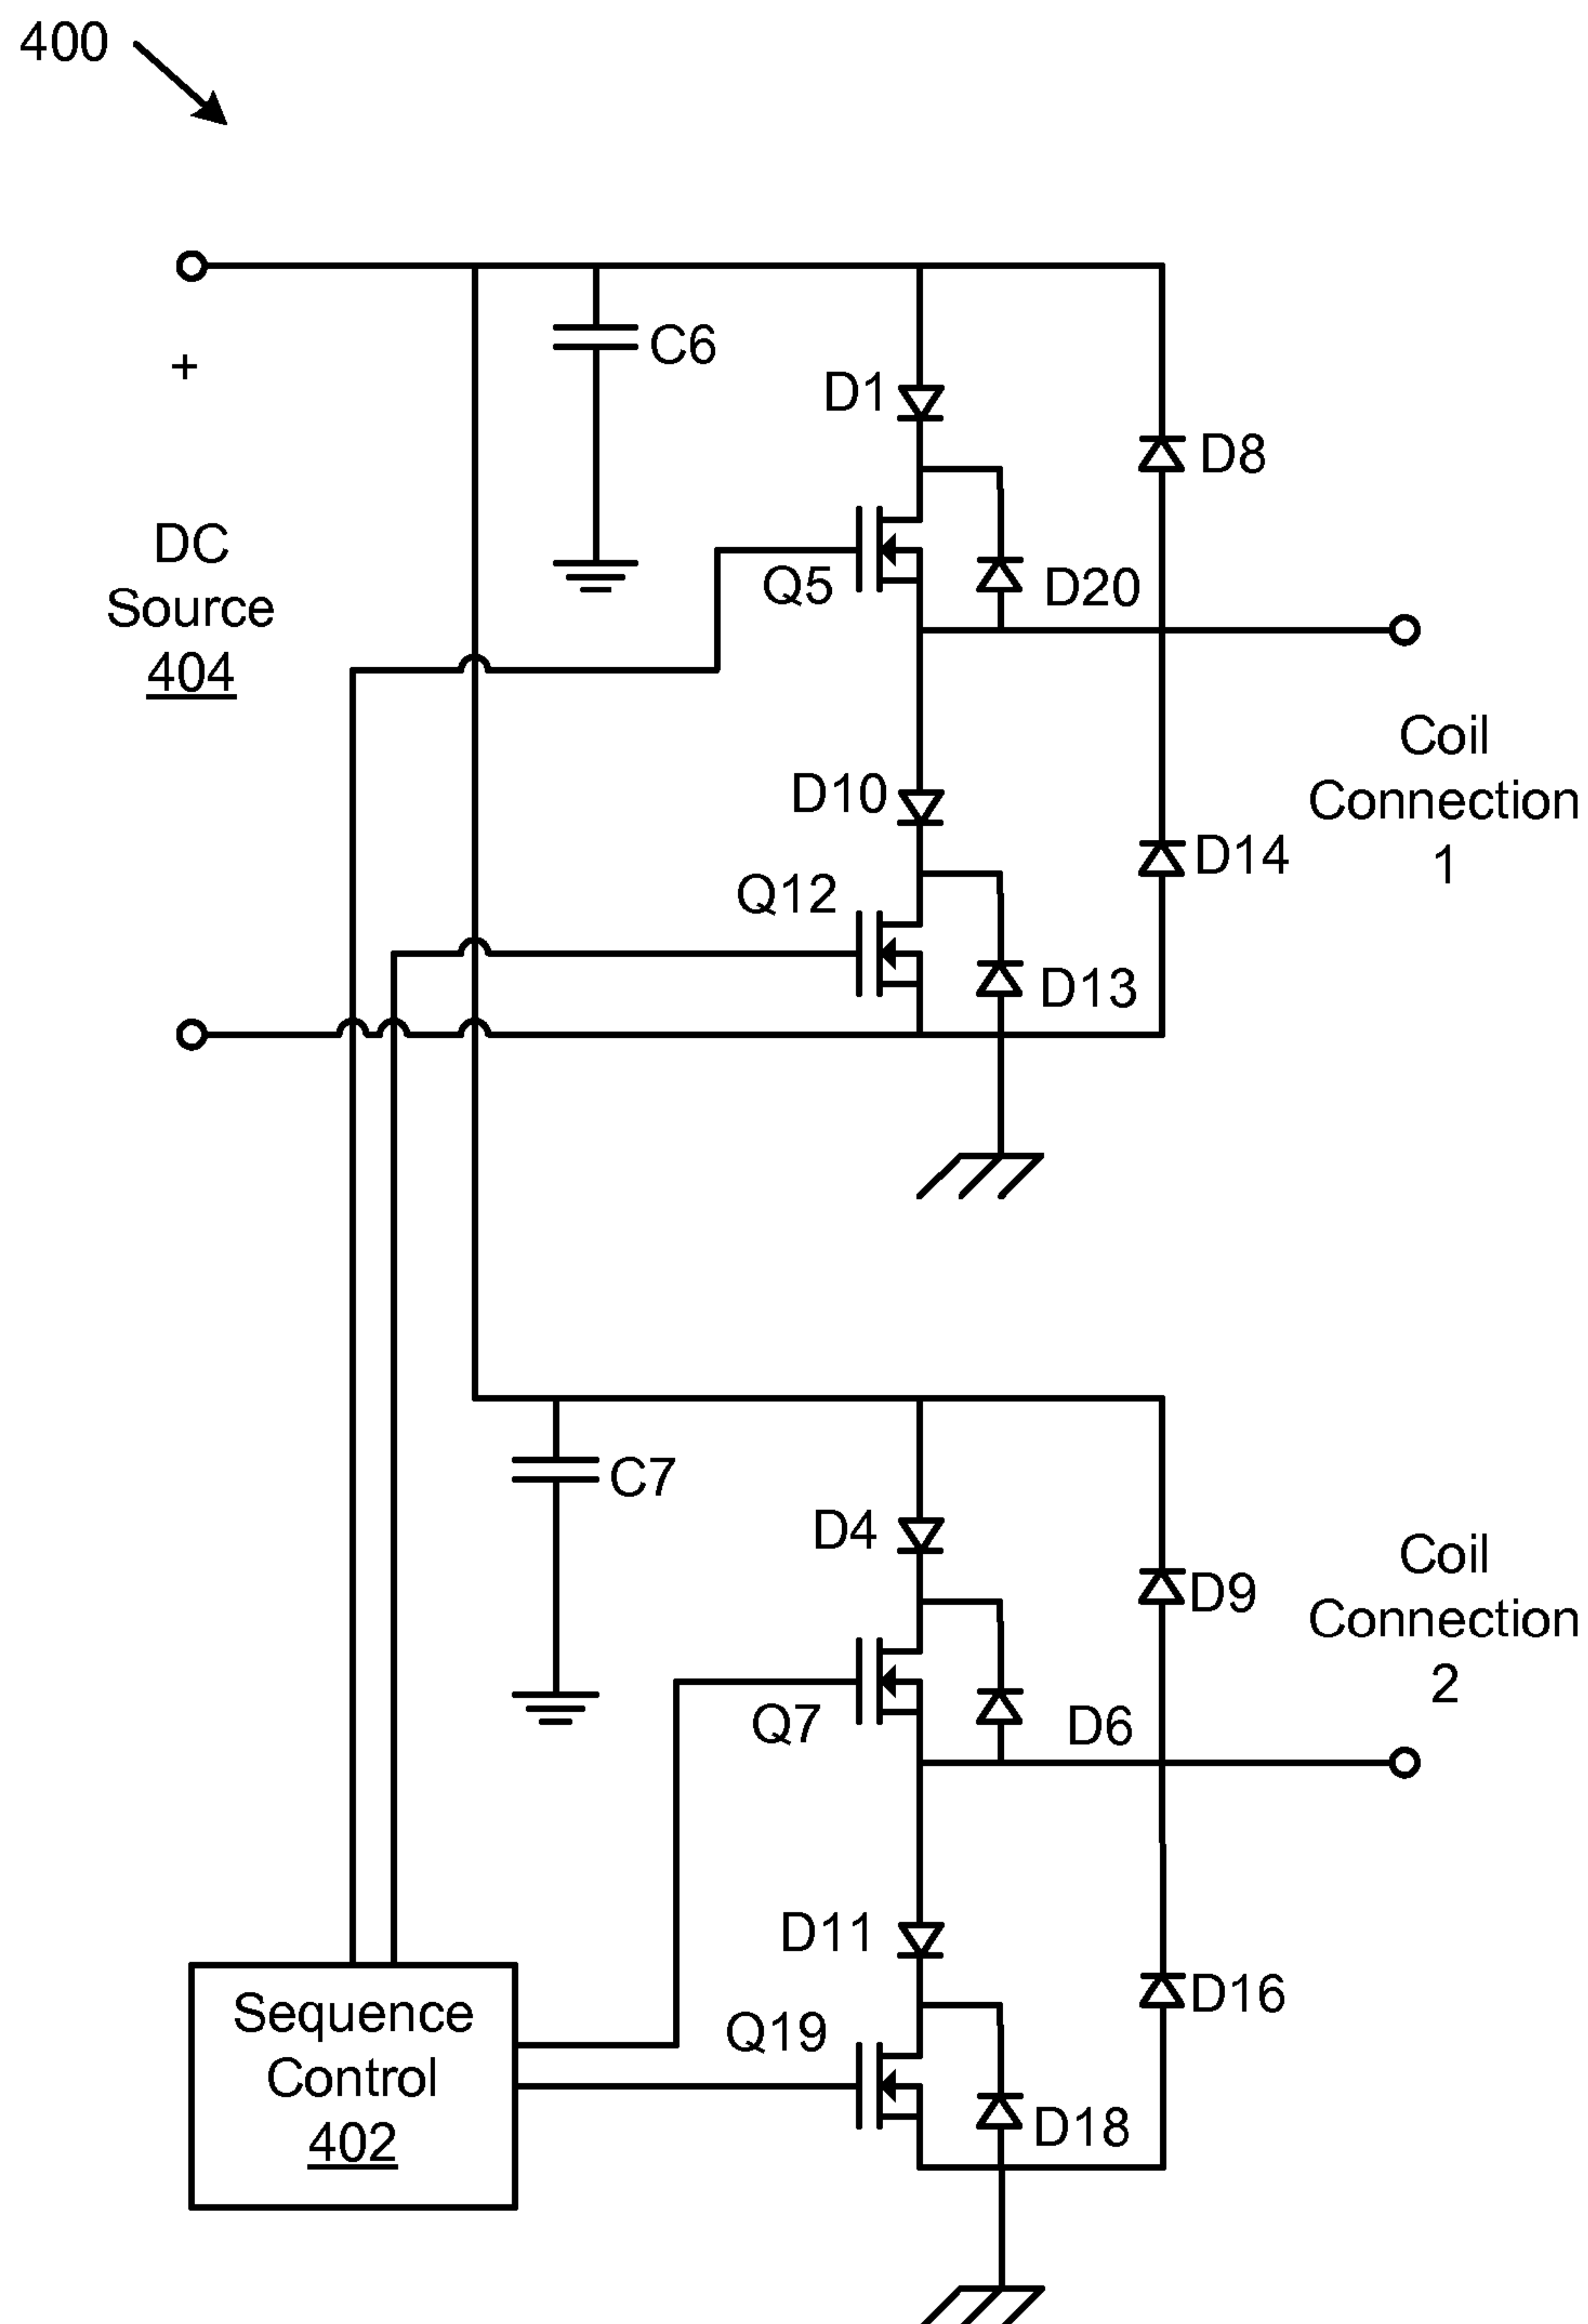 400
+
C6
D1
D8
DC
Source
404
Q5
D20
Coil
Connection
1
D10
D14
Q12
D13
C7
D4
D9
Coil
Connection
2
Q7
D6
D11
D16
Sequence
Control
402
Q19
D18